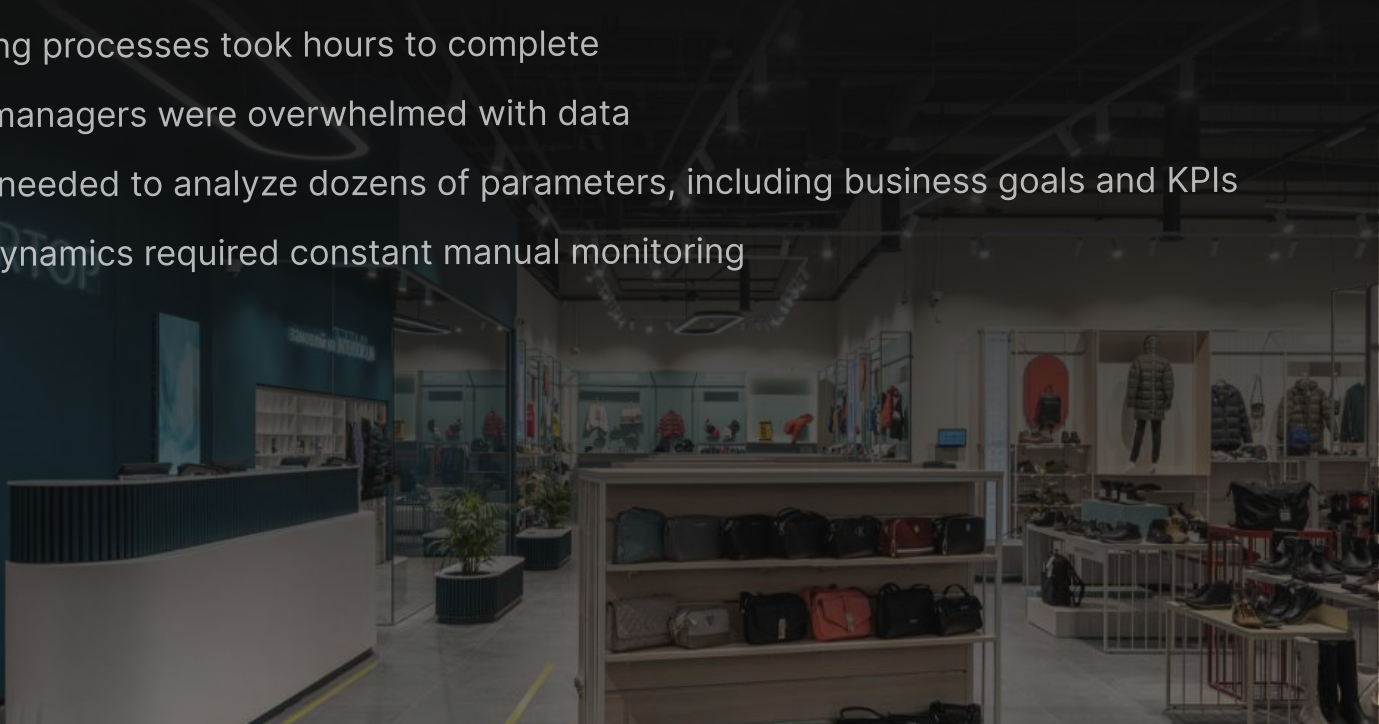 ng processes took hours to complete
managers were overwhelmed with data
needed to analyze dozens of parameters, including business goals and KPIs
ynamics required constant manual monitoring
RTOP